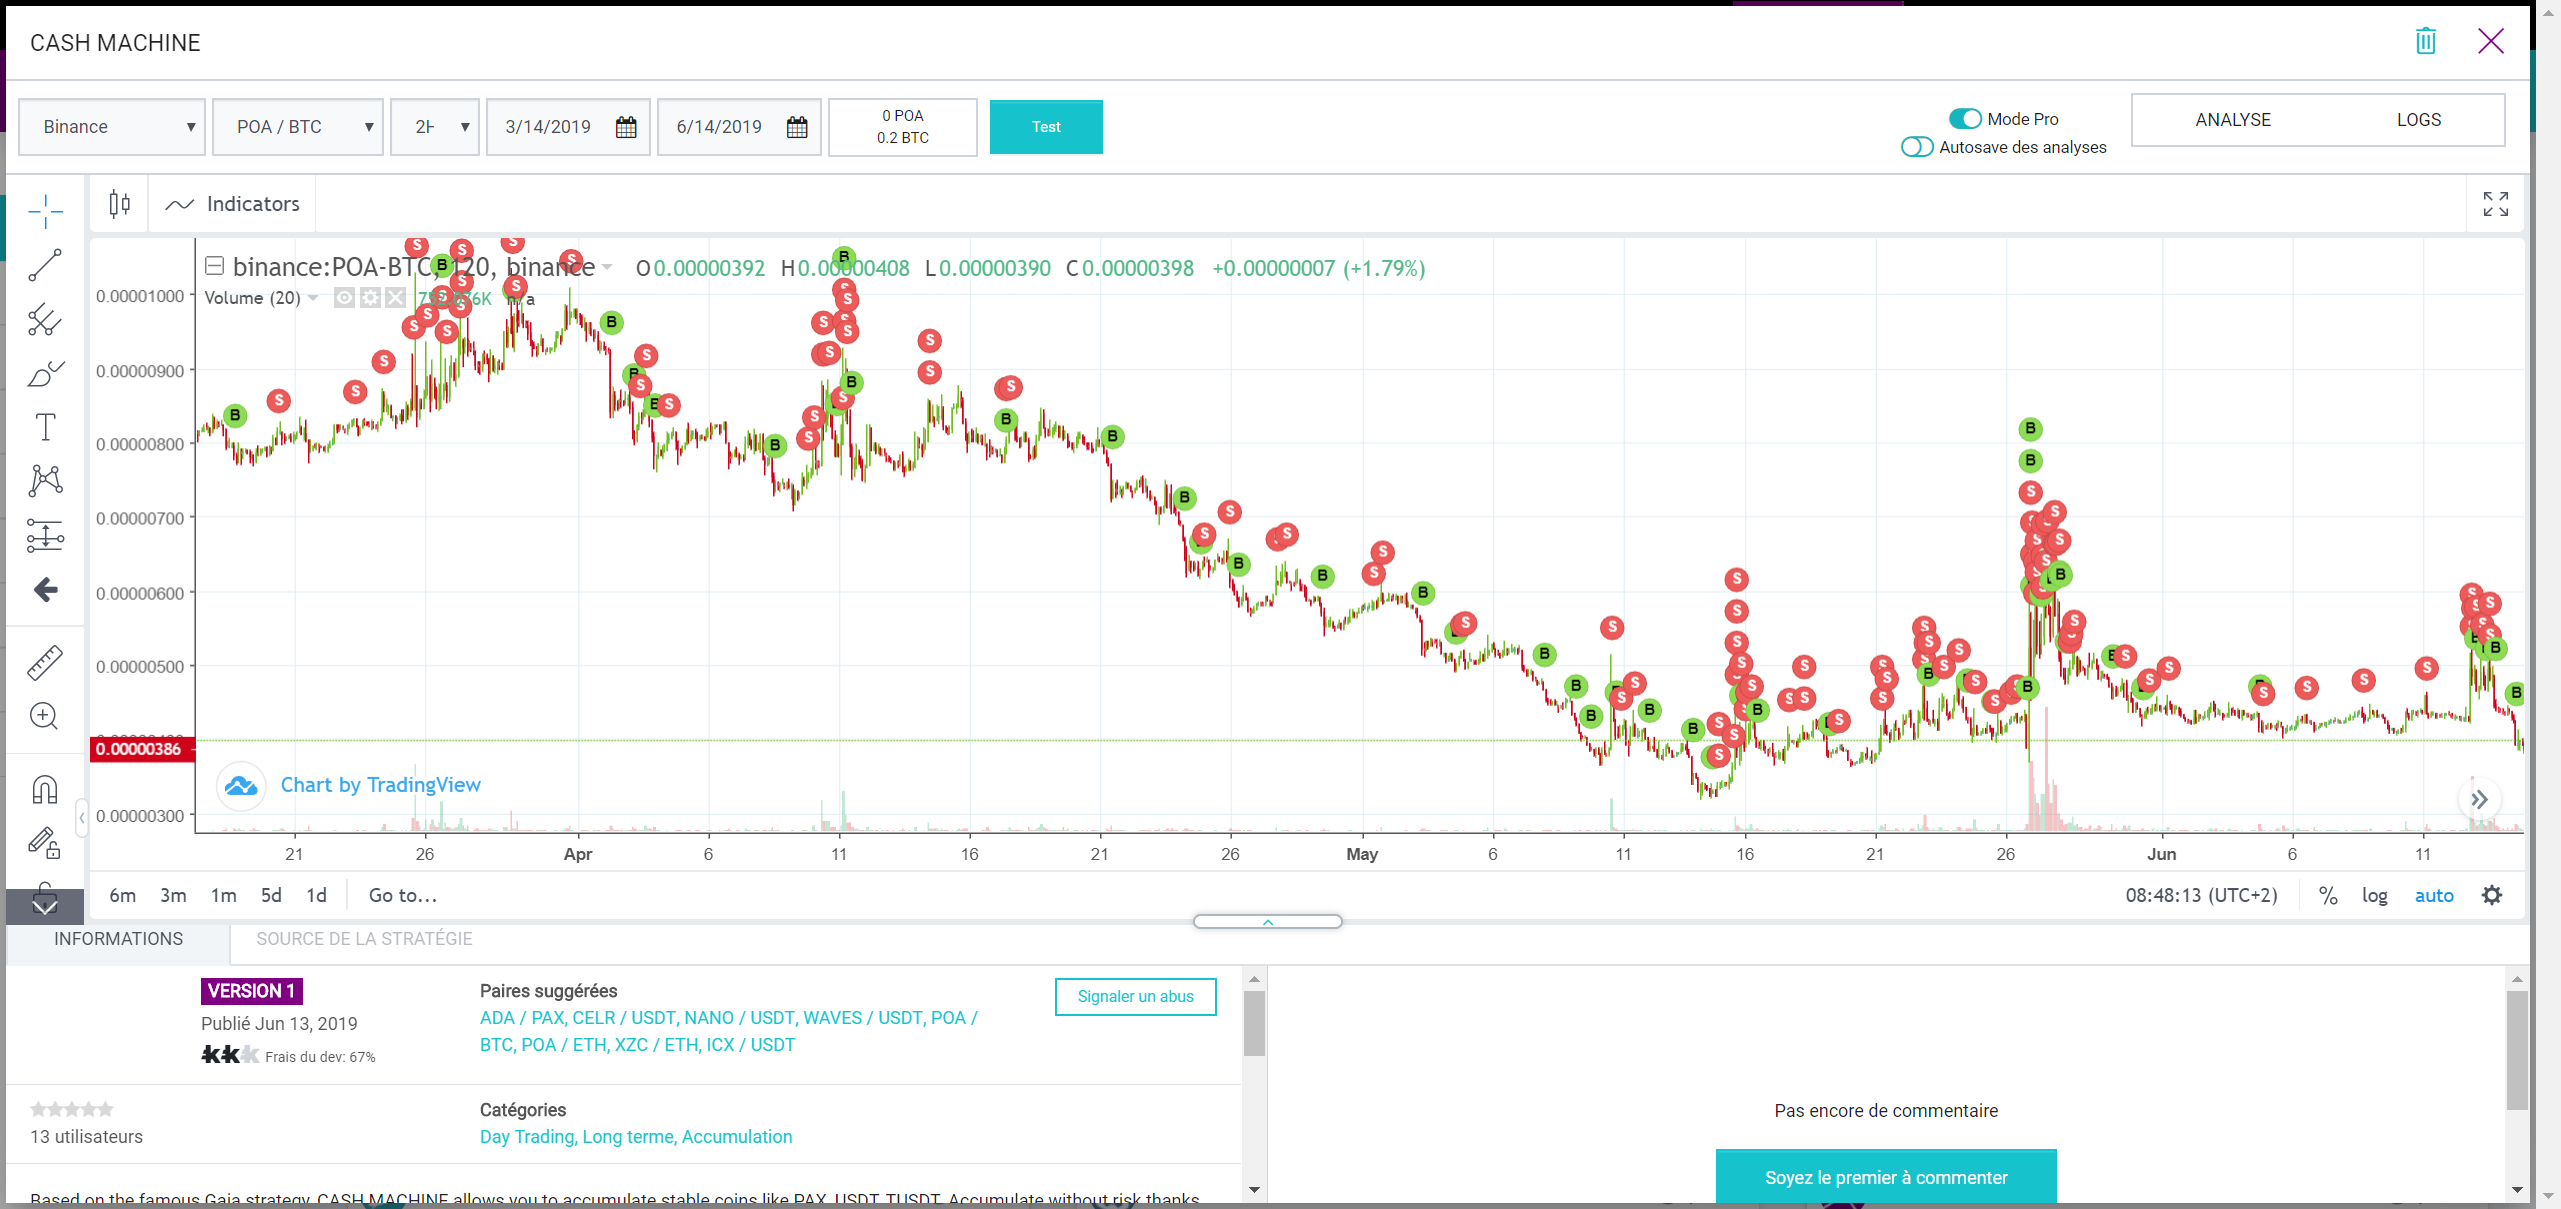 CASH MACHINE
Binance
POA / BTC
3/14/2019
6/14/2019
0 POA
0.2 BTC
Test
Mode Pro
Autosave des analyses
ANALYSE
LOGS
Indicators
binance:POA-BTC, 120, binance
O0.00000392 H0.00000408 L0.00000390 C0.00000398 +0.00000007 (+1.79%)
Volume (20)
n/a
0.00001000
0.00000900
0.00000800
0.00000700
0.00000600
0.00000500
0.00000386
0.00000300
Chart by TradingView
21 26 Apr 6 11 16 21 26 May 6 11 16 21 26 Jun 6 11
6m 3m 1m 5d 1d Go to...
08:48:13 (UTC+2) % log auto
INFORMATIONS
SOURCE DE LA STRATÉGIE
VERSION 1
Publié Jun 13, 2019
Frais du dev: 67%
Paires suggérées
ADA / PAX, CELR / USDT, NANO / USDT, WAVES / USDT, POA /
BTC, POA / ETH, XZC / ETH, ICX / USDT
Signaler un abus
13 utilisateurs
Catégories
Day Trading, Long terme, Accumulation
Based on the famous Gaia strategy, CASH MACHINE allows you to accumulate stable coins like PAX, USDT, TUSDT. Accumulate without risk thanks
Pas encore de commentaire
Soyez le premier à commenter